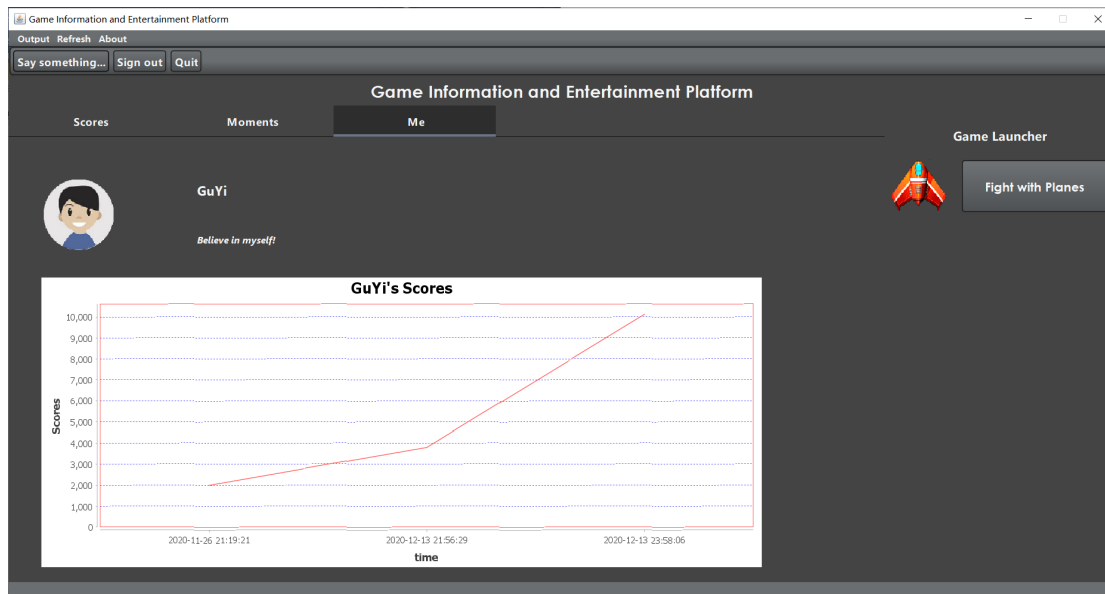 Game Information and Entertainment Platform
Output Refresh About
Say something... Sign out Quit
Game Information and Entertainment Platform
Scores Moments Me
Game Launcher
Fight with Planes
GuYi
Believe in myself!
GuYi's Scores
10,000
9,000
8,000
7,000
6,000
5,000
4,000
3,000
2,000
1,000
0
Scores
2020-11-26 21:19:21 2020-12-13 21:56:29 2020-12-13 23:58:06
time